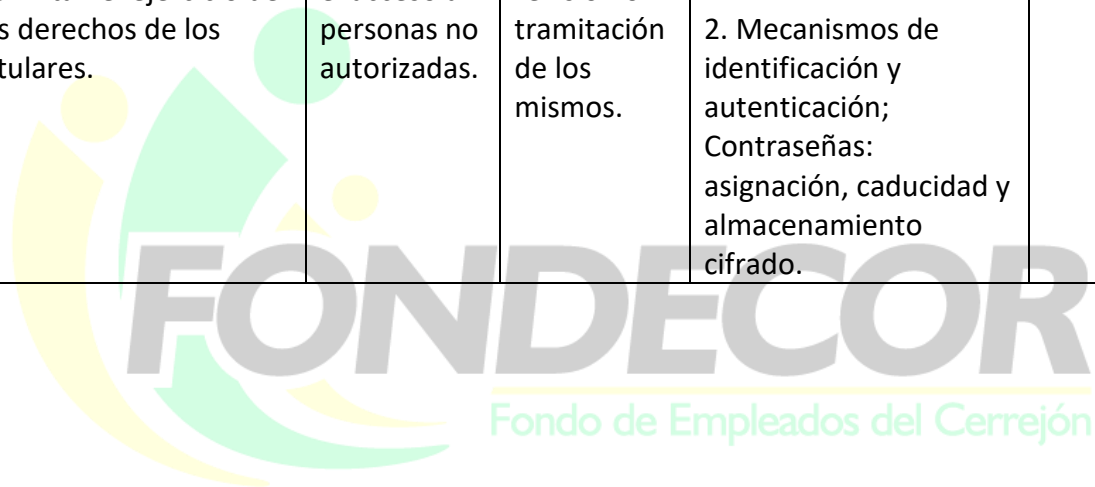 s derechos de los
tulares.
personas no
autorizadas.
tramitación
de los
mismos.
2. Mecanismos de
identificación y
autenticación;
Contraseñas:
asignación, caducidad y
almacenamiento
cifrado.
FONDECOR
Fondo de Empleados del Cerrejón